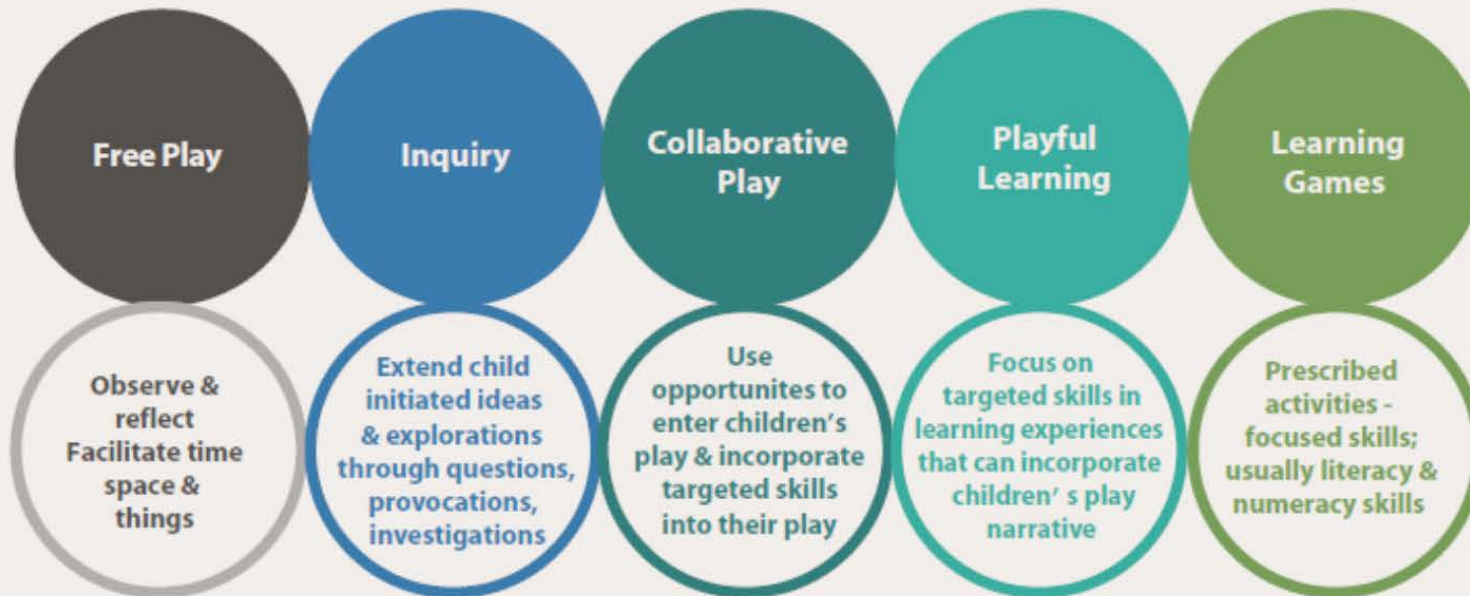 Free Play
Inquiry
Collaborative
Play
Playful
Learning
Learning
Games
Observe &
reflect
Facilitate time
space &
things
Extend child
initiated ideas
& explorations
through questions,
provocations,
investigations
Use
opportunites to
enter children's
play & incorporate
targeted skills
into their play
Focus on
targeted skills in
learning experiences
that can incorporate
children' s play
narrative
Prescribed
activities -
focused skills;
usually literacy &
numeracy skills